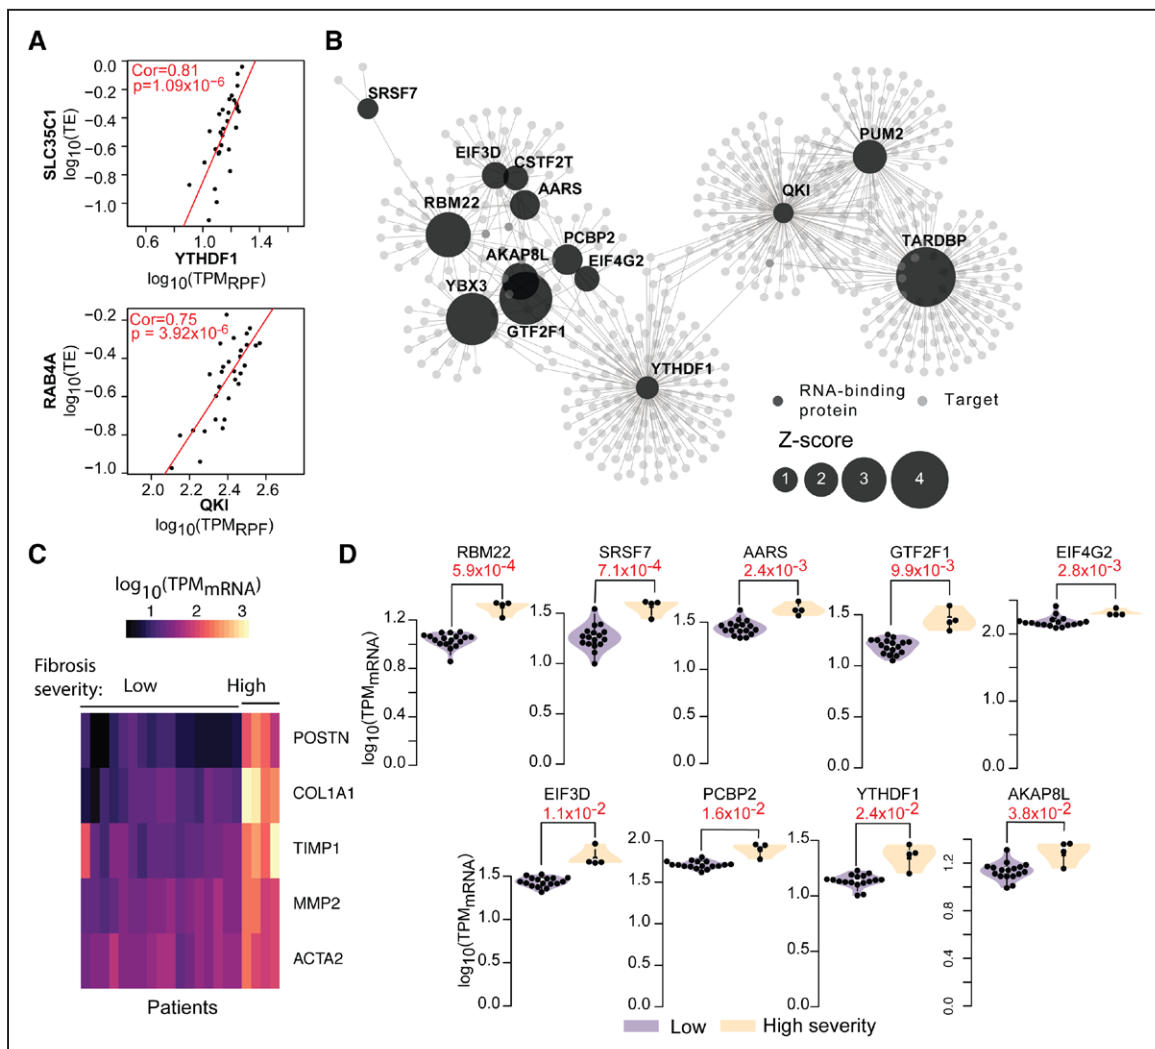 A
Cor=0.81
p=1.09x10−6
0.0
−0.2
−0.4
−0.6
−0.8
−1.0
SLC35C1
log10(TE)
0.6
1.0
1.4
YTHDF1
log10(TPMRPF)
Cor=0.75
p = 3.92x10−6
−0.2
−0.4
−0.6
−0.8
−1.0
RAB4A
log10(TE)
2.0
2.2
2.4
2.6
QKI
log10(TPMRPF)
B
SRSF7
EIF3D
CSTF2T
AARS
RBM22
PCBP2
AKAP8L
EIF4G2
YBX3
GTF2F1
YTHDF1
QKI
PUM2
TARDBP
RNA-binding
protein
Target
Z-score
1
2
3
4
C
log10(TPMmRNA)
1
2
3
Fibrosis
severity:
Low
High
POSTN
COL1A1
TIMP1
MMP2
ACTA2
Patients
D
log10(TPMmRNA)
RBM22
5.9x10-4
1.2
1.0
0.4
0.0
SRSF7
7.1x10-4
1.5
1.0
0.5
0.0
AARS
2.4x10-3
1.5
1.0
0.5
0.0
GTF2F1
9.9x10-3
1.5
1.0
0.5
0.0
EIF4G2
2.8x10-3
2.0
1.0
0.0
log10(TPMmRNA)
EIF3D
1.1x10-2
1.5
1.0
0.5
0.0
PCBP2
1.6x10-2
2.0
1.5
1.0
0.0
YTHDF1
2.4x10-2
1.5
1.0
0.5
0.0
AKAP8L
3.8x10-2
1.2
1.0
0.8
0.6
0.4
0.2
0.0
Low
High severity